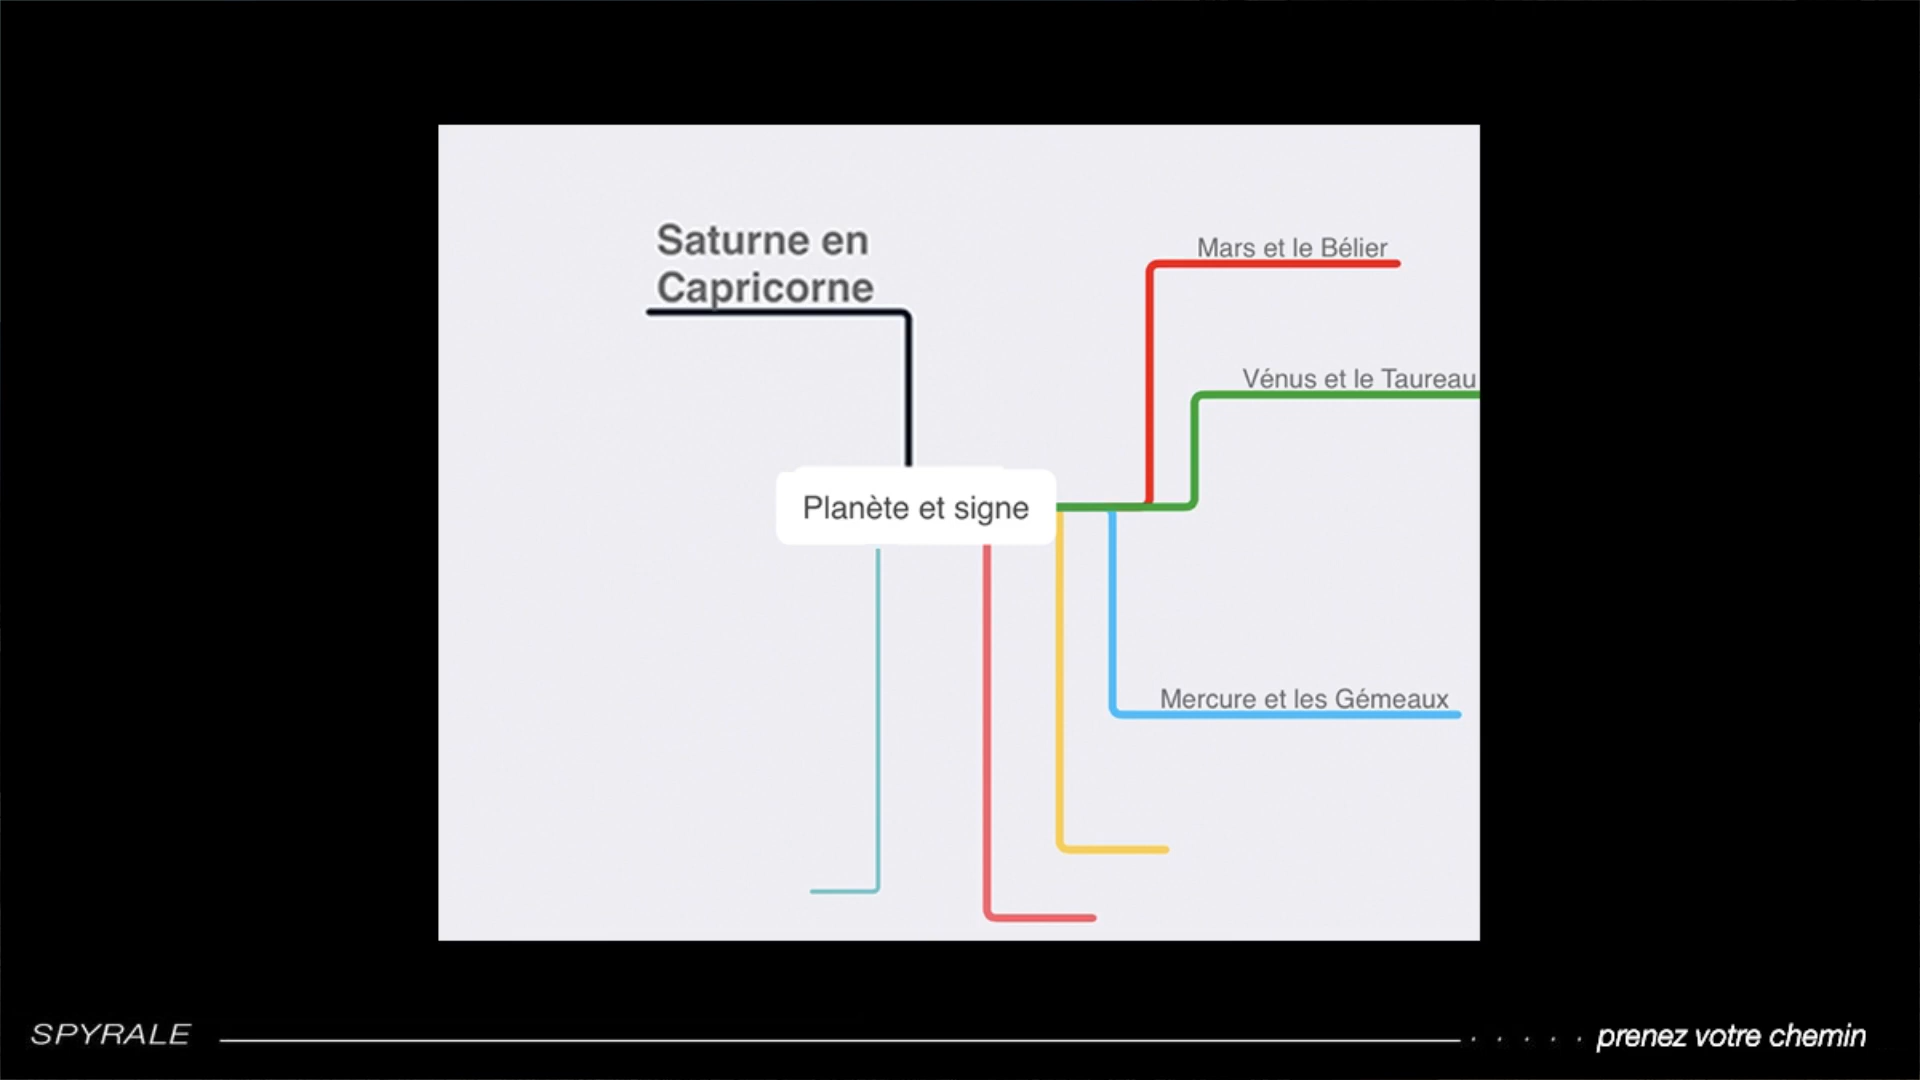 Saturne en
Capricorne
Mars et le Bélier
Vénus et le Taureau
Planète et signe
Mercure et les Gémeaux
SPYRALE
prenez votre chemin